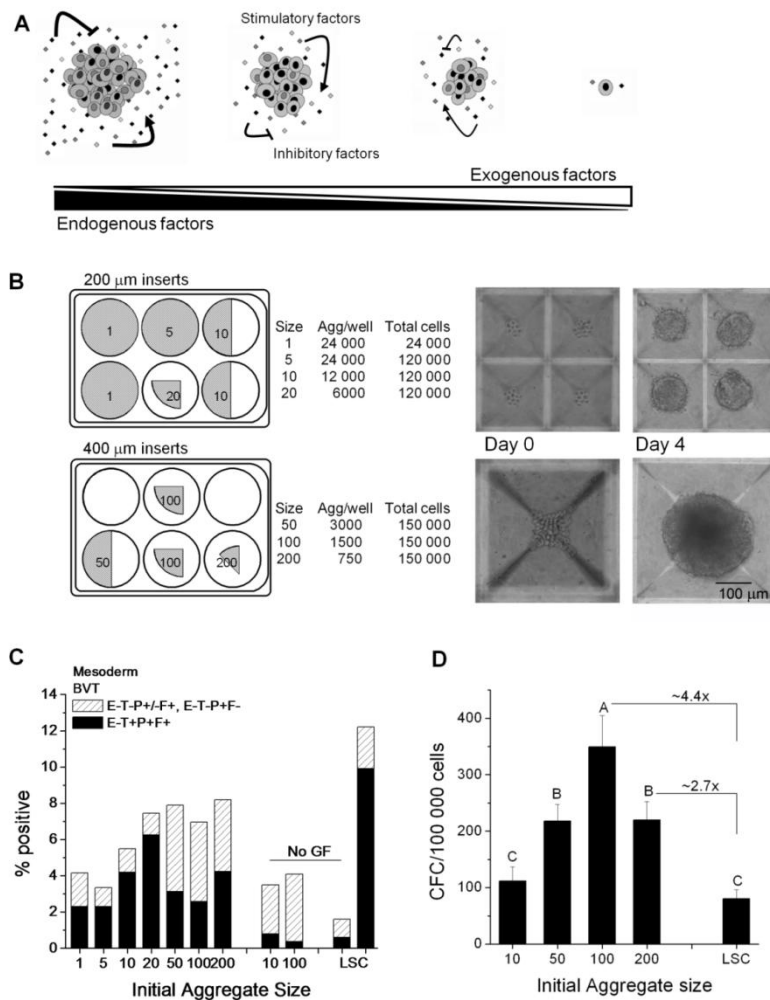 A
Stimulatory factors
Inhibitory factors
Exogenous factors
Endogenous factors
B
200 μm inserts
1 5 10
1 20 10
Size Agg/well Total cells
1 24 000 24 000
5 24 000 120 000
10 12 000 120 000
20 6000 120 000
400 μm inserts
100
50 100 200
Size Agg/well Total cells
50 3000 150 000
100 1500 150 000
200 750 150 000
Day 0 Day 4
100 μm
C
Mesoderm
BVT
E-T-P+/-F+, E-T-P+F-
E-T+P+F+
14
12
10
8
6
4
2
0
% positive
No GF
1 5 10 20 50 100 200 10 100 LSC
Initial Aggregate Size
D
400
300
200
100
0
CFC/100 000 cells
A
B
B
C
C
~4.4x
~2.7x
10 50 100 200 LSC
Initial Aggregate size